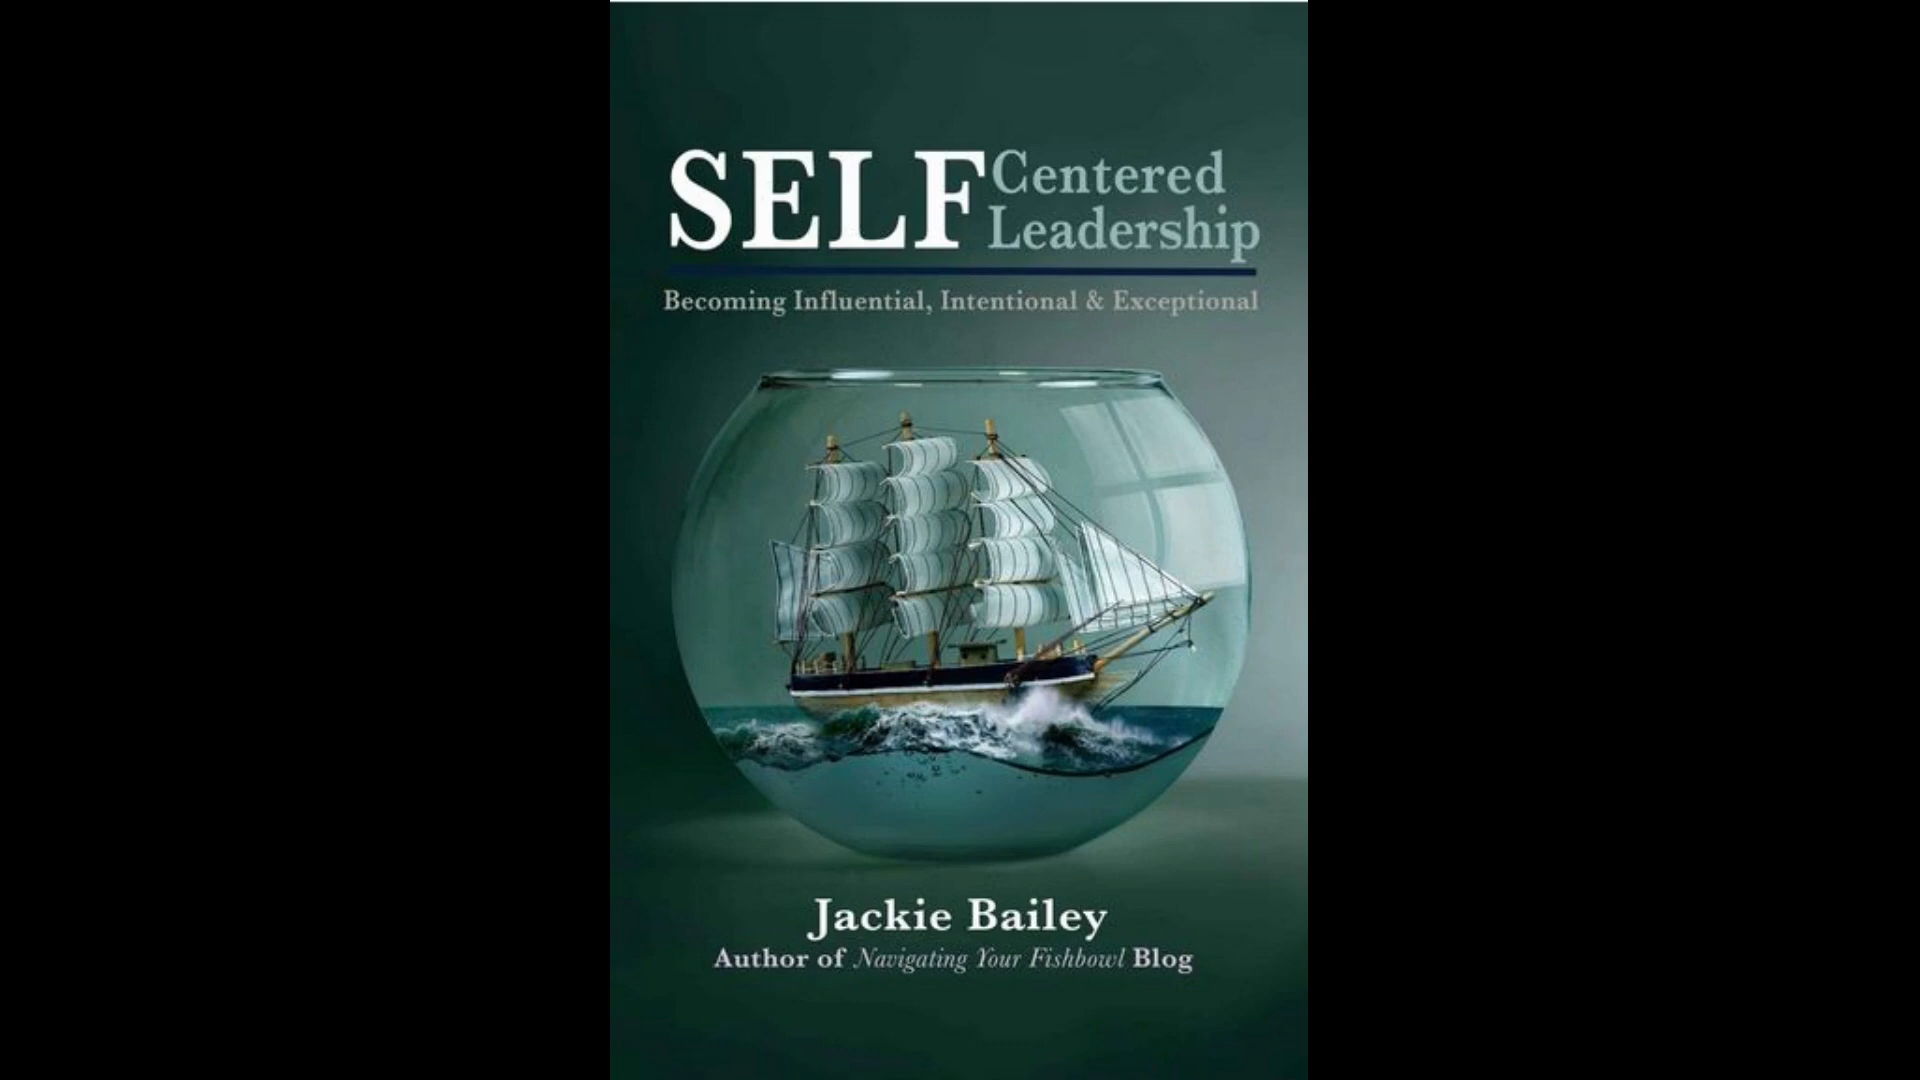 SELF Centered
Leadership
Becoming Influential, Intentional & Exceptional
Jackie Bailey
Author of Navigating Your Fishbowl Blog